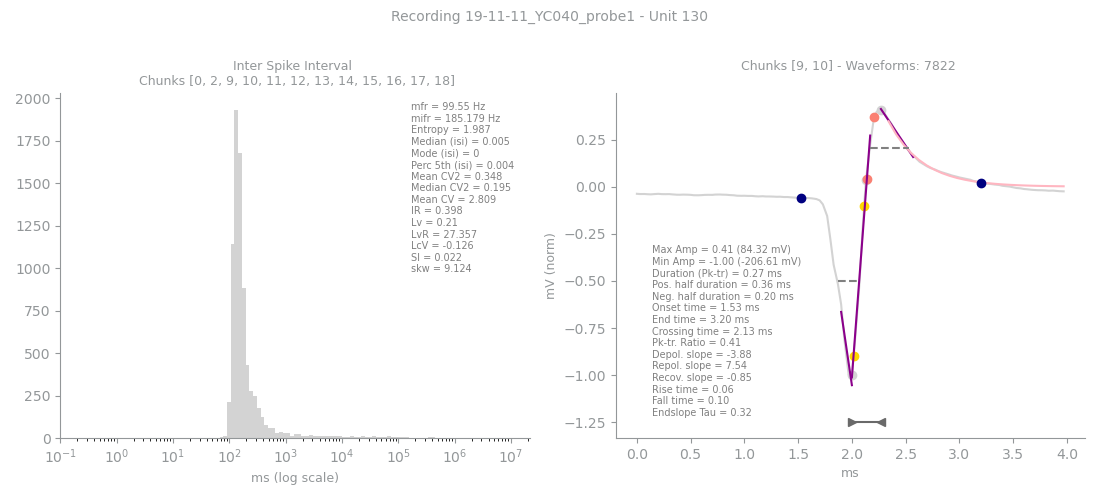 Recording 19-11-11_YC040_probe1 - Unit 130
Inter Spike Interval
Chunks [0, 2, 9, 10, 11, 12, 13, 14, 15, 16, 17, 18]
2000
1750
1500
1250
1000
750
500
250
0
mfr = 99.55 Hz
mifr = 185.179 Hz
Entropy = 1.987
Median (isi) = 0.005
Mode (isi) = 0
Perc 5th (isi) = 0.004
Mean CV2 = 0.348
Median CV2 = 0.195
Mean CV = 2.809
IR = 0.398
Lv = 0.21
LvR = 27.357
LcV = -0.126
SI = 0.022
skw = 9.124
10⁻¹ 10⁰ 10¹ 10² 10³ 10⁴ 10⁵ 10⁶ 10⁷
ms (log scale)
Chunks [9, 10] - Waveforms: 7822
mV (norm)
0.25
0.00
−0.25
−0.50
−0.75
−1.00
−1.25
Max Amp = 0.41 (84.32 mV)
Min Amp = -1.00 (-206.61 mV)
Duration (Pk-tr) = 0.27 ms
Pos. half duration = 0.36 ms
Neg. half duration = 0.20 ms
Onset time = 1.53 ms
End time = 3.20 ms
Crossing time = 2.13 ms
Pk-tr. Ratio = 0.41
Depol. slope = -3.88
Repol. slope = 7.54
Recov. slope = -0.85
Rise time = 0.06
Fall time = 0.10
Endslope Tau = 0.32
0.0 0.5 1.0 1.5 2.0 2.5 3.0 3.5 4.0
ms